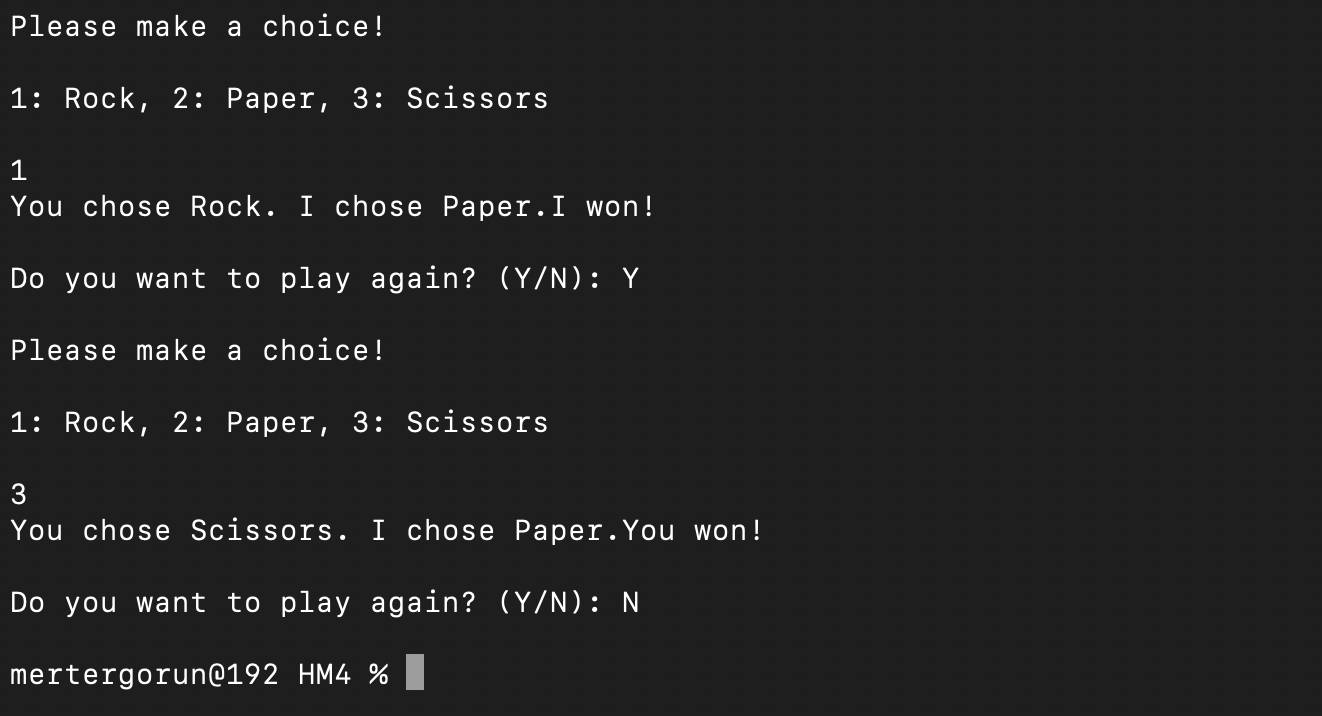 Please make a choice!
1: Rock, 2: Paper, 3: Scissors
1
You chose Rock. I chose Paper.I won!
Do you want to play again? (Y/N): Y
Please make a choice!
1: Rock, 2: Paper, 3: Scissors
3
You chose Scissors. I chose Paper.You won!
Do you want to play again? (Y/N): N
mertergorun@192 HM4 %